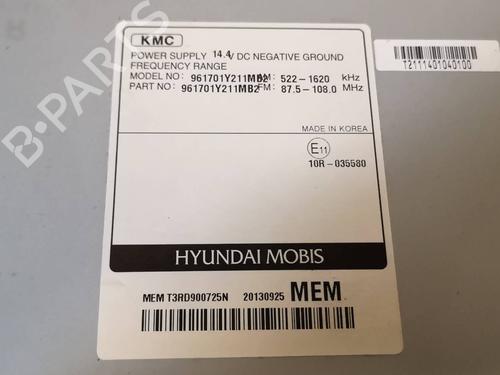 KMC
POWER SUPPLY 14.4V DC NEGATIVE GROUND
FREQUENCY RANGE
MODEL NO: 961701Y211MB2 AM: 522-1620 kHz
PART NO: 961701Y211MB2 FM: 87.5-108.0 MHz
T2111401040100
MADE IN KOREA
E11
10R-035580
HYUNDAI MOBIS
MEM T3RD900725N 20130925 MEM
B-PARTS